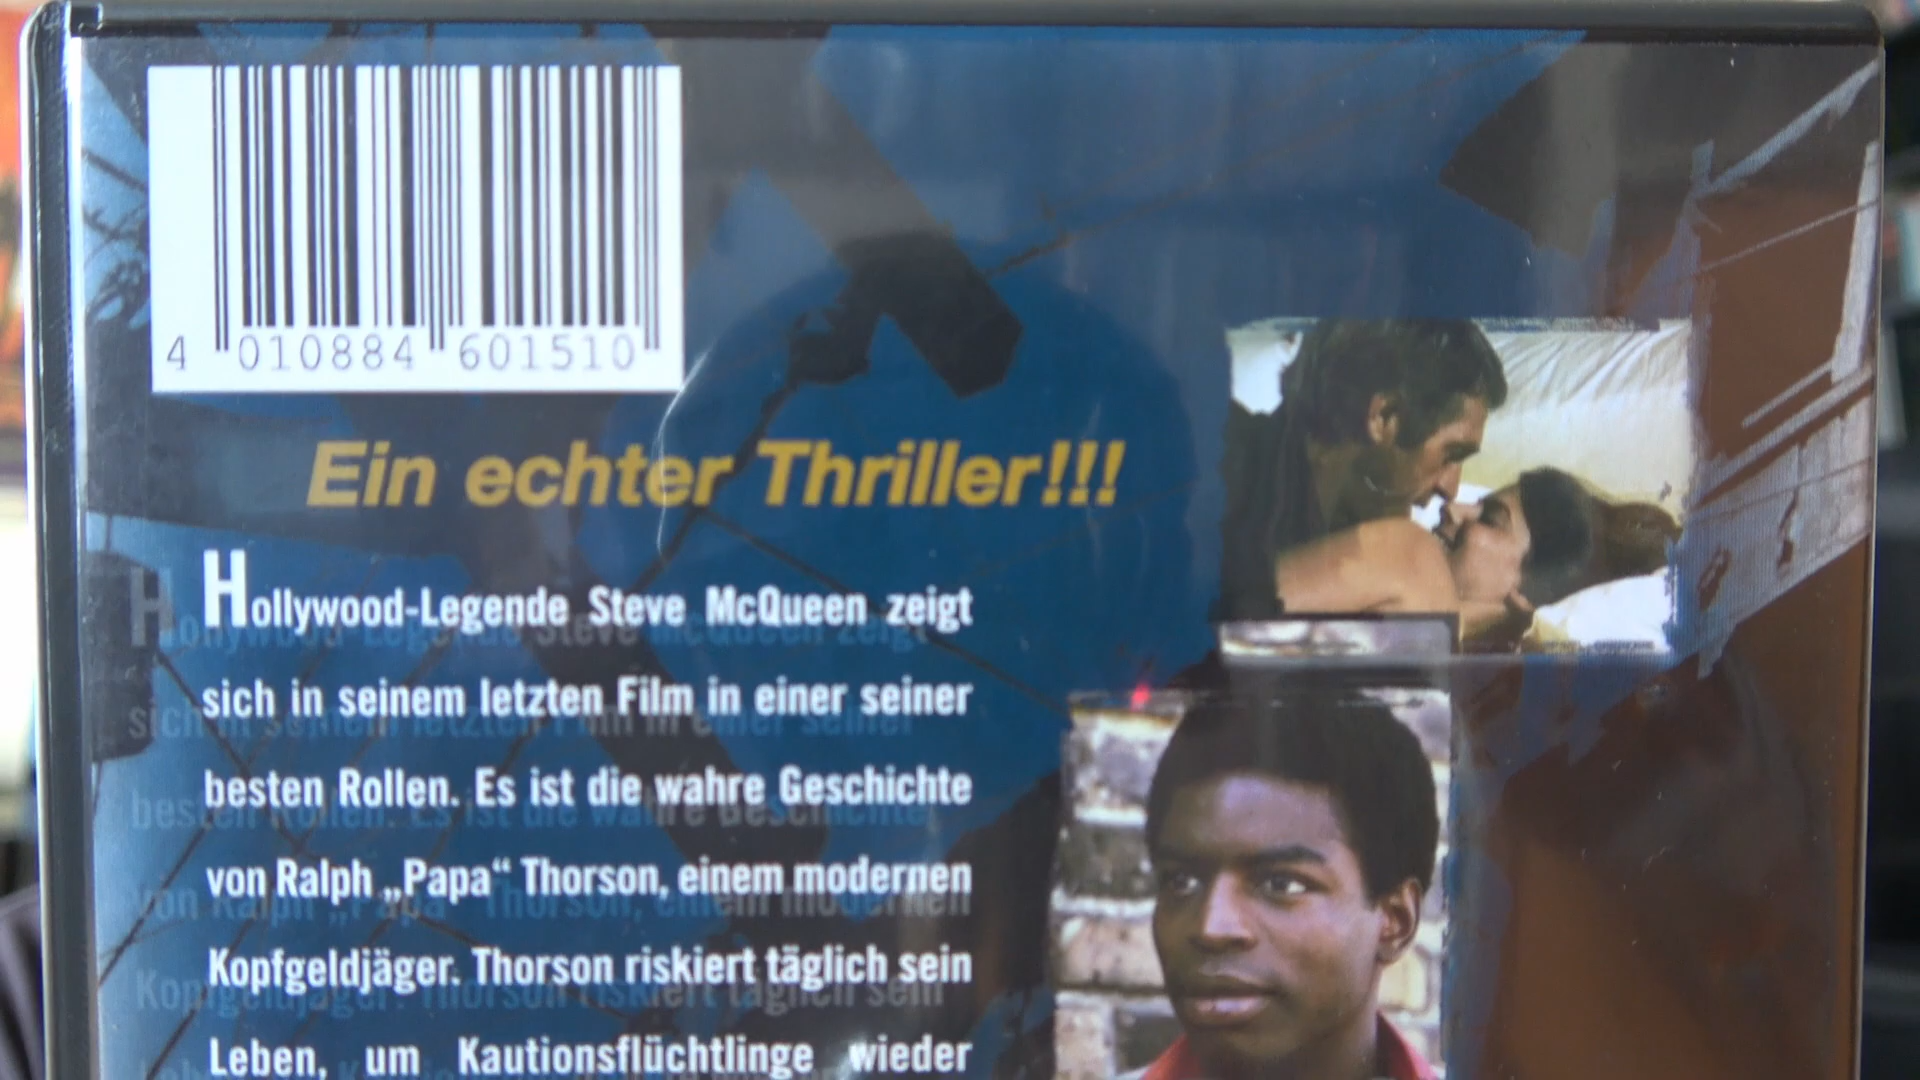 4 010884 601510
Ein echter Thriller!!!
Hollywood-Legende Steve McQueen zeigt
sich in seinem letzten Film in einer seiner
besten Rollen. Es ist die wahre Geschichte
von Ralph „Papa“ Thorson, einem modernen
Kopfgeldjäger. Thorson riskiert täglich sein
Leben, um Kautionsflüchtlinge wieder